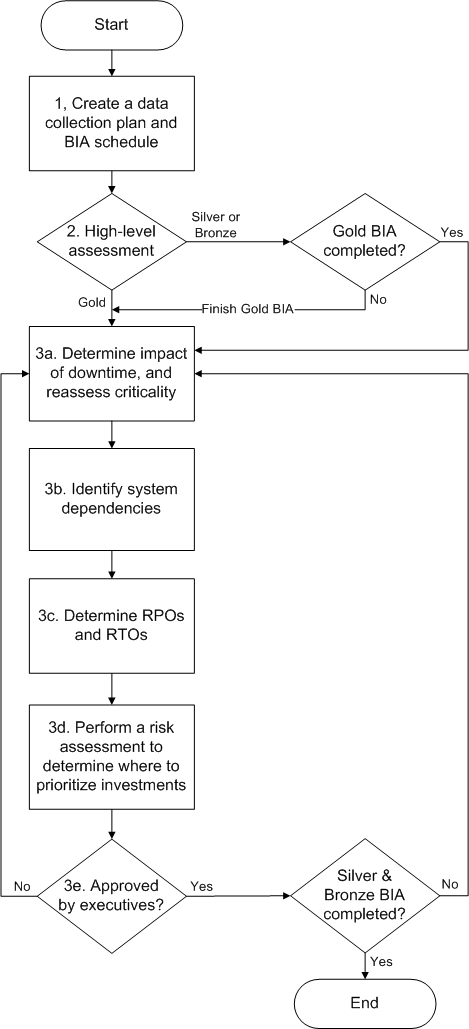 Start
1, Create a data
collection plan and
BIA schedule
2. High-level
assessment
Silver or
Bronze
Gold BIA
completed?
Yes
No
Gold
Finish Gold BIA
3a. Determine impact
of downtime, and
reassess criticality
3b. Identify system
dependencies
3c. Determine RPOs
and RTOs
3d. Perform a risk
assessment to
determine where to
prioritize investments
No
3e. Approved
by executives?
Yes
Silver &
Bronze BIA
completed?
No
Yes
End